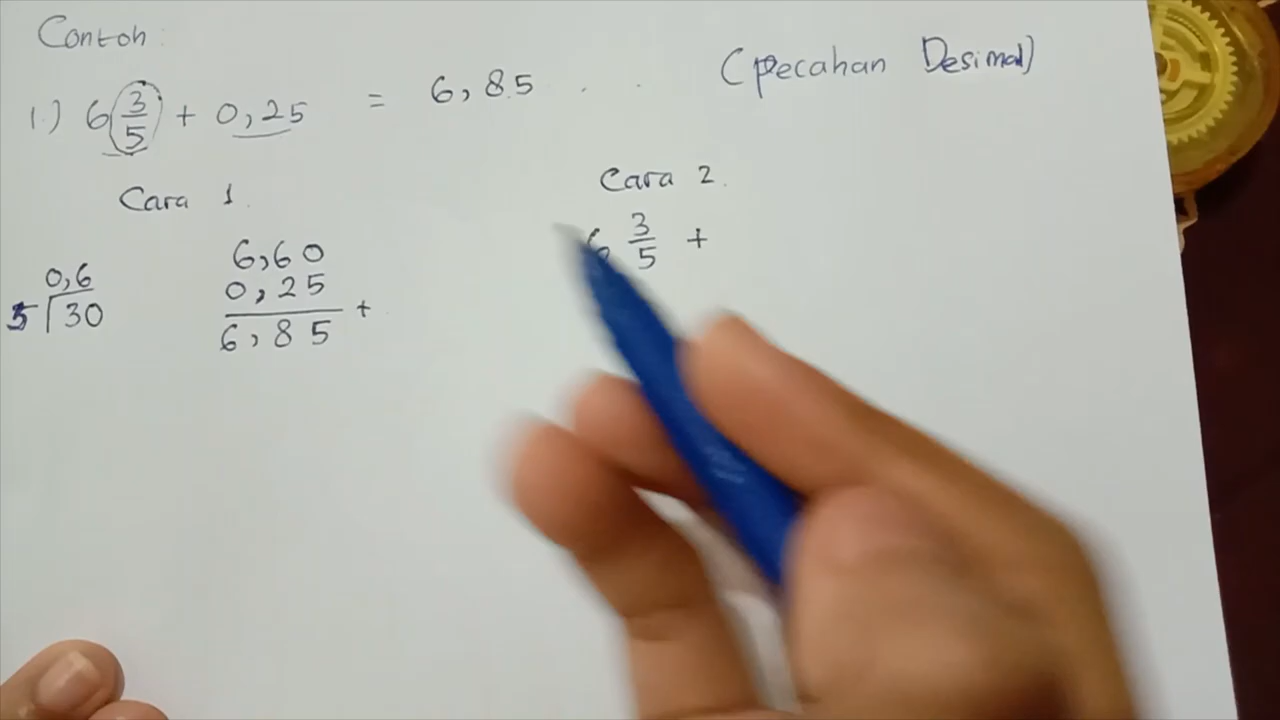 Contoh:
1.) 6 3/5 + 0,25 = 6,85 (Pecahan Desimal)
Cara 1.
0,6
5 30
6,60
0,25
+
6,85
Cara 2.
6 3/5 +